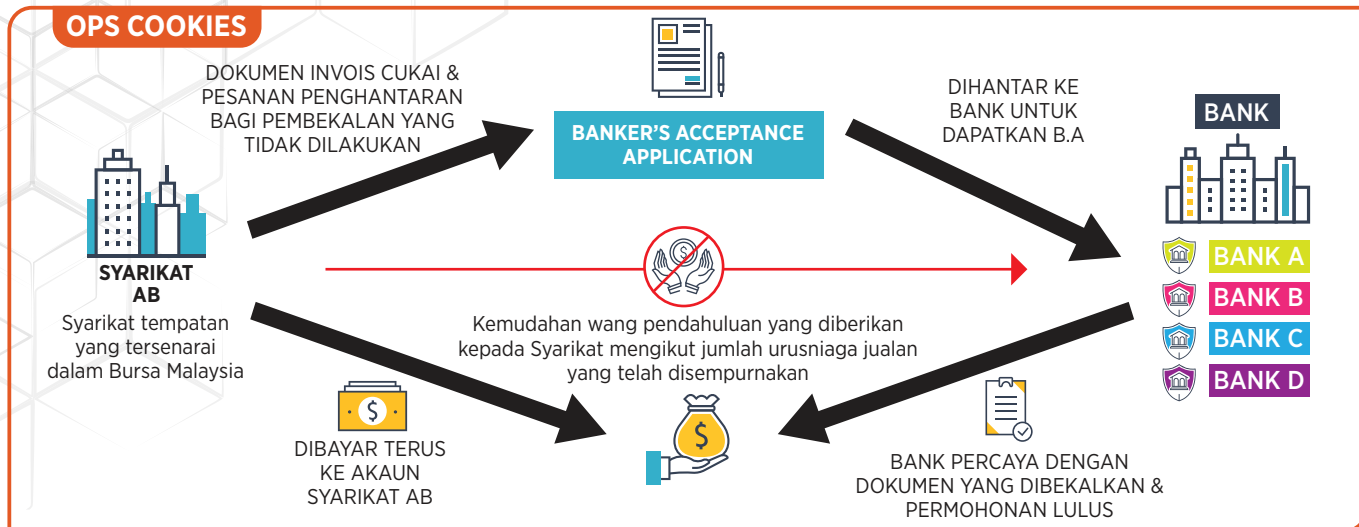 OPS COOKIES
DOKUMEN INVOIS CUKAI &
PESANAN PENGHANTARAN
BAGI PEMBEKALAN YANG
TIDAK DILAKUKAN
BANKER'S ACCEPTANCE
APPLICATION
DIHANTAR KE
BANK UNTUK
DAPATKAN B.A
BANK
BANK A
BANK B
BANK C
BANK D
SYARIKAT
AB
Syarikat tempatan
yang tersenarai
dalam Bursa Malaysia
Kemudahan wang pendahuluan yang diberikan
kepada Syarikat mengikut jumlah urusniaga jualan
yang telah disempurnakan
DIBAYAR TERUS
KE AKAUN
SYARIKAT AB
BANK PERCAYA DENGAN
DOKUMEN YANG DIBEKALKAN &
PERMOHONAN LULUS